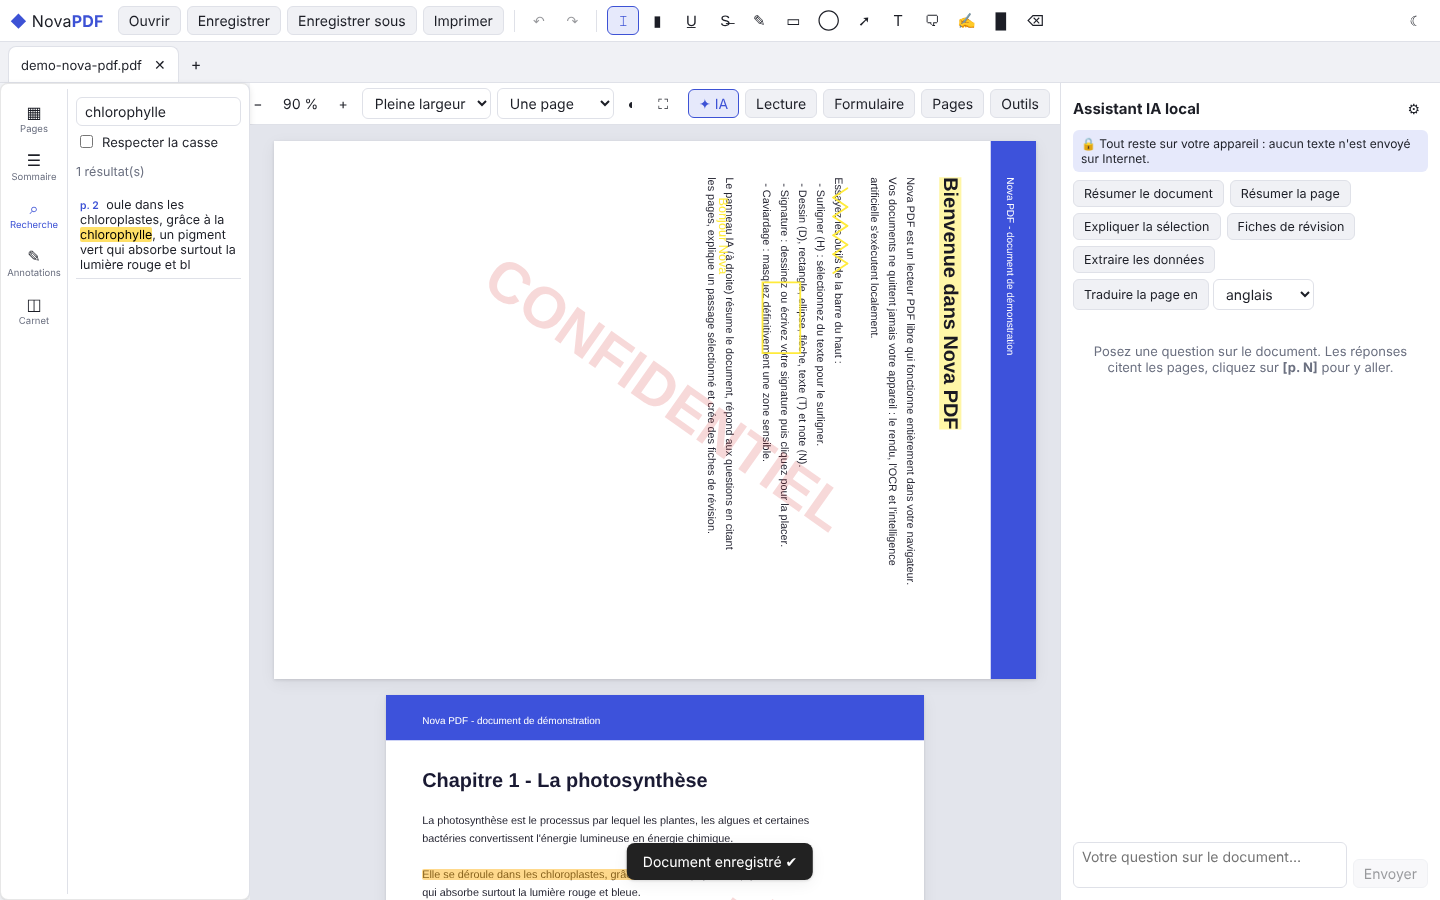 NovaPDF
Ouvrir
Enregistrer
Enregistrer sous
Imprimer
demo-nova-pdf.pdf
Pages
Sommaire
Recherche
Annotations
Carnet
chlorophylle
Respecter la casse
1 résultat(s)
p. 2 oule dans les
chloroplastes, grâce à la
chlorophylle, un pigment
vert qui absorbe surtout la
lumière rouge et bl
90 %
Pleine largeur
Une page
IA
Lecture
Formulaire
Pages
Outils
Nova PDF - document de démonstration
Bienvenue dans Nova PDF
Nova PDF est un lecteur PDF libre qui fonctionne entièrement dans votre navigateur.
Vos documents ne quittent jamais votre appareil : le rendu, l'OCR et l'intelligence
artificielle s'exécutent localement.
Essayez les outils de la barre du haut :
- Surligner (H) : sélectionnez du texte pour le surligner.
- Dessin (D), rectangle, ellipse, flèche, texte (T) et note (N).
- Signature : dessinez ou écrivez votre signature puis cliquez pour la placer.
- Caviardage : masquez définitivement une zone sensible.
Le panneau IA (à droite) résume le document, répond aux questions en citant
les pages, explique un passage sélectionné et crée des fiches de révision.
Bonjour Nova
CONFIDENTIEL
Nova PDF - document de démonstration
Chapitre 1 - La photosynthèse
La photosynthèse est le processus par lequel les plantes, les algues et certaines
bactéries convertissent l'énergie lumineuse en énergie chimique.
Elle se déroule dans les chloroplastes,
qui absorbe surtout la lumière rouge et bleue.
Document enregistré ✔
Assistant IA local
Tout reste sur votre appareil : aucun texte n'est envoyé
sur Internet.
Résumer le document
Résumer la page
Expliquer la sélection
Fiches de révision
Extraire les données
Traduire la page en
anglais
Posez une question sur le document. Les réponses
citent les pages, cliquez sur [p. N] pour y aller.
Votre question sur le document...
Envoyer